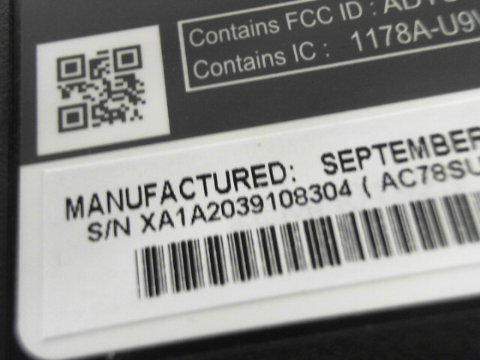 Contains FCC ID :
Contains IC : 1178A-U9
MANUFACTURED: SEPTEMBER
S/N XA1A2039108304 ( AC78SU